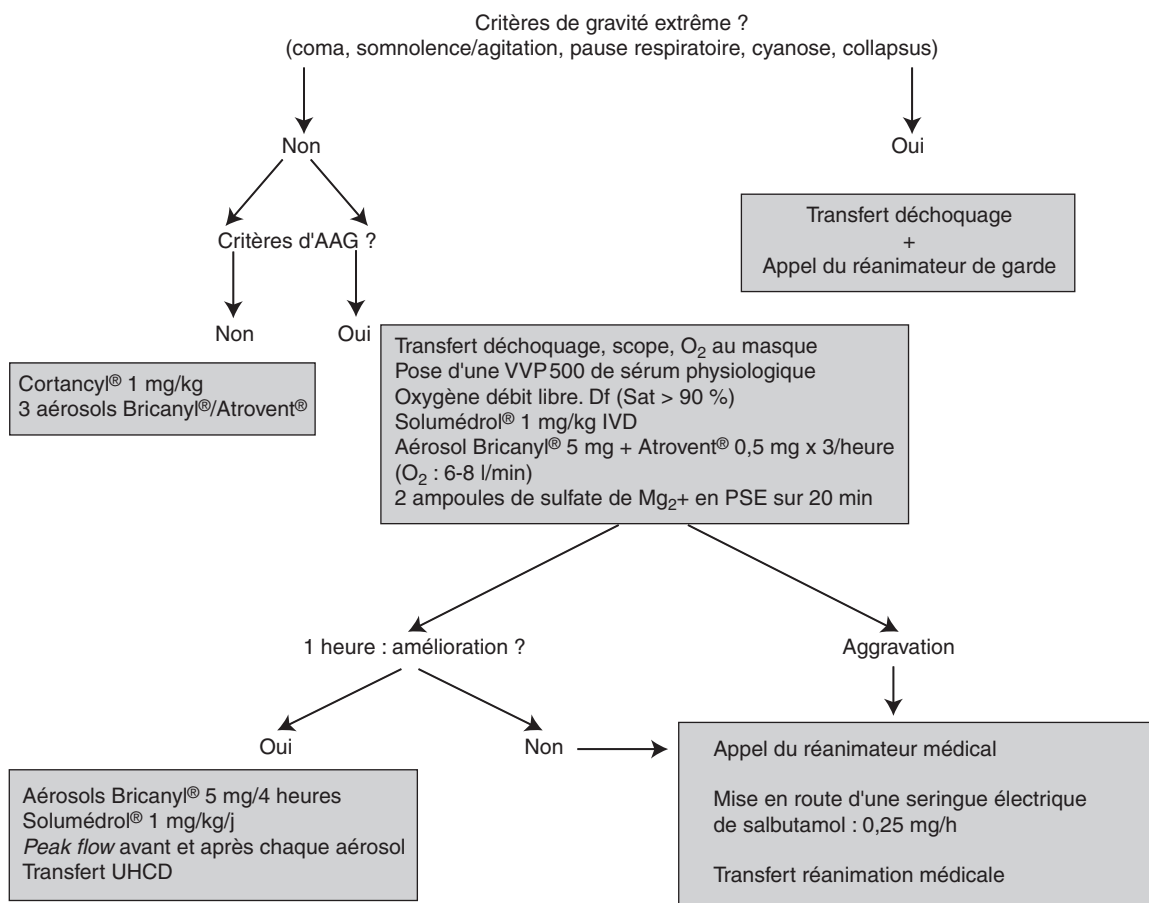 Critères de gravité extrême ?
(coma, somnolence/agitation, pause respiratoire, cyanose, collapsus)
Non
Oui
Transfert déchoquage
+
Appel du réanimateur de garde
Critères d'AAG ?
Non
Oui
Cortancyl® 1 mg/kg
3 aérosols Bricanyl®/Atrovent®
Transfert déchoquage, scope, O₂ au masque
Pose d'une VVP500 de sérum physiologique
Oxygène débit libre. Df (Sat > 90 %)
Solumédrol® 1 mg/kg IVD
Aérosol Bricanyl® 5 mg + Atrovent® 0,5 mg x 3/heure
(O₂ : 6-8 l/min)
2 ampoules de sulfate de Mg₂+ en PSE sur 20 min
1 heure : amélioration ?
Aggravation
Oui
Non
Aérosols Bricanyl® 5 mg/4 heures
Solumédrol® 1 mg/kg/j
Peak flow avant et après chaque aérosol
Transfert UHCD
Appel du réanimateur médical
Mise en route d'une seringue électrique
de salbutamol : 0,25 mg/h
Transfert réanimation médicale